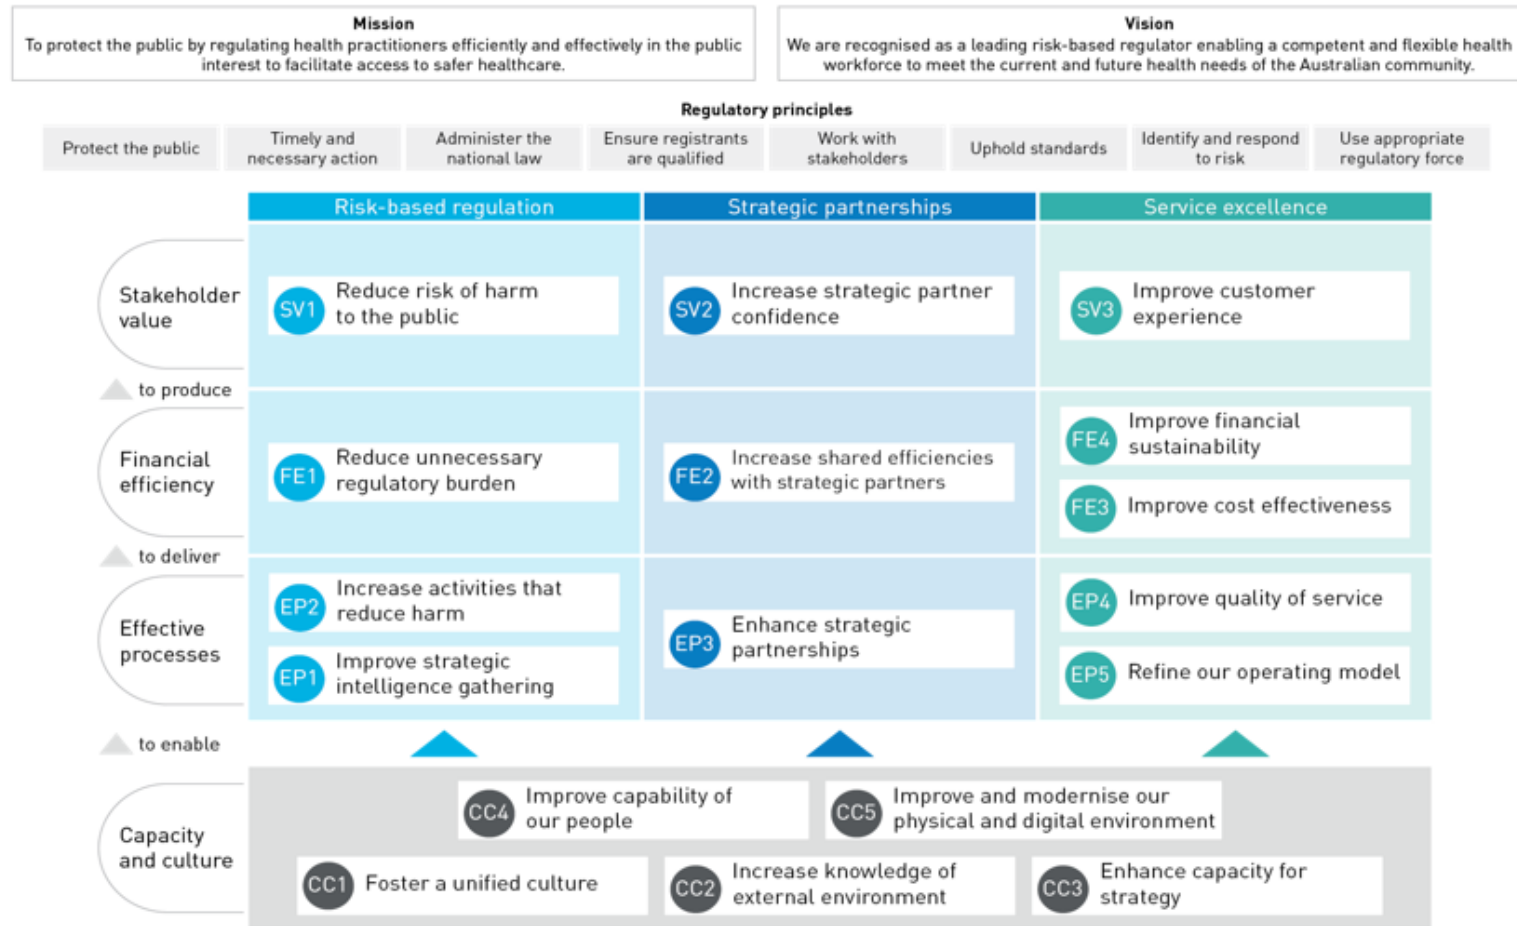 Mission
To protect the public by regulating health practitioners efficiently and effectively in the public
interest to facilitate access to safer healthcare.
Vision
We are recognised as a leading risk-based regulator enabling a competent and flexible health
workforce to meet the current and future health needs of the Australian community.
Regulatory principles
Protect the public
Timely and
necessary action
Administer the
national law
Ensure registrants
are qualified
Work with
stakeholders
Uphold standards
Identify and respond
to risk
Use appropriate
regulatory force
Risk-based regulation
Strategic partnerships
Service excellence
Stakeholder
value
SV1
Reduce risk of harm
to the public
SV2
Increase strategic partner
confidence
SV3
Improve customer
experience
to produce
Financial
efficiency
FE1
Reduce unnecessary
regulatory burden
FE2
Increase shared efficiencies
with strategic partners
FE4
Improve financial
sustainability
FE3
Improve cost effectiveness
to deliver
Effective
processes
EP2
Increase activities that
reduce harm
EP1
Improve strategic
intelligence gathering
EP3
Enhance strategic
partnerships
EP4
Improve quality of service
EP5
Refine our operating model
to enable
Capacity
and culture
CC4
Improve capability of
our people
CC5
Improve and modernise our
physical and digital environment
CC1
Foster a unified culture
CC2
Increase knowledge of
external environment
CC3
Enhance capacity for
strategy